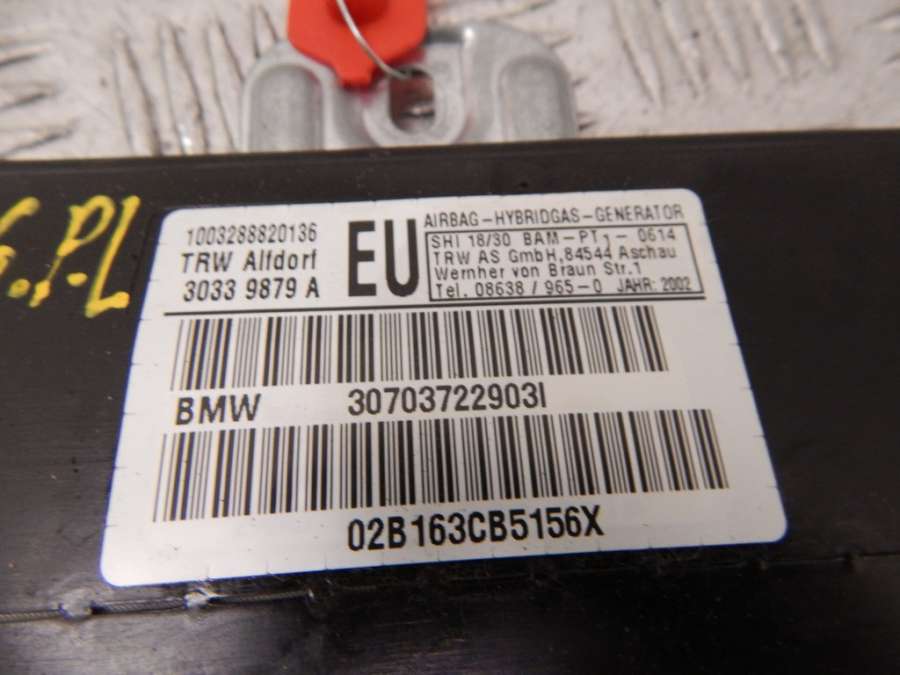 G.P.L
1003288820136
TRW Alfdorf
3033 9879 A
EU
AIRBAG-HYBRIDGAS-GENERATOR
SHI 18/30 BAM-PT1- 0614
TRW AS GmbH,84544 Aschau
Wernher von Braun Str.1
Tel. 08638 / 965-0 JAHR: 2002
BMW 30703722903I
02B163CB5156X